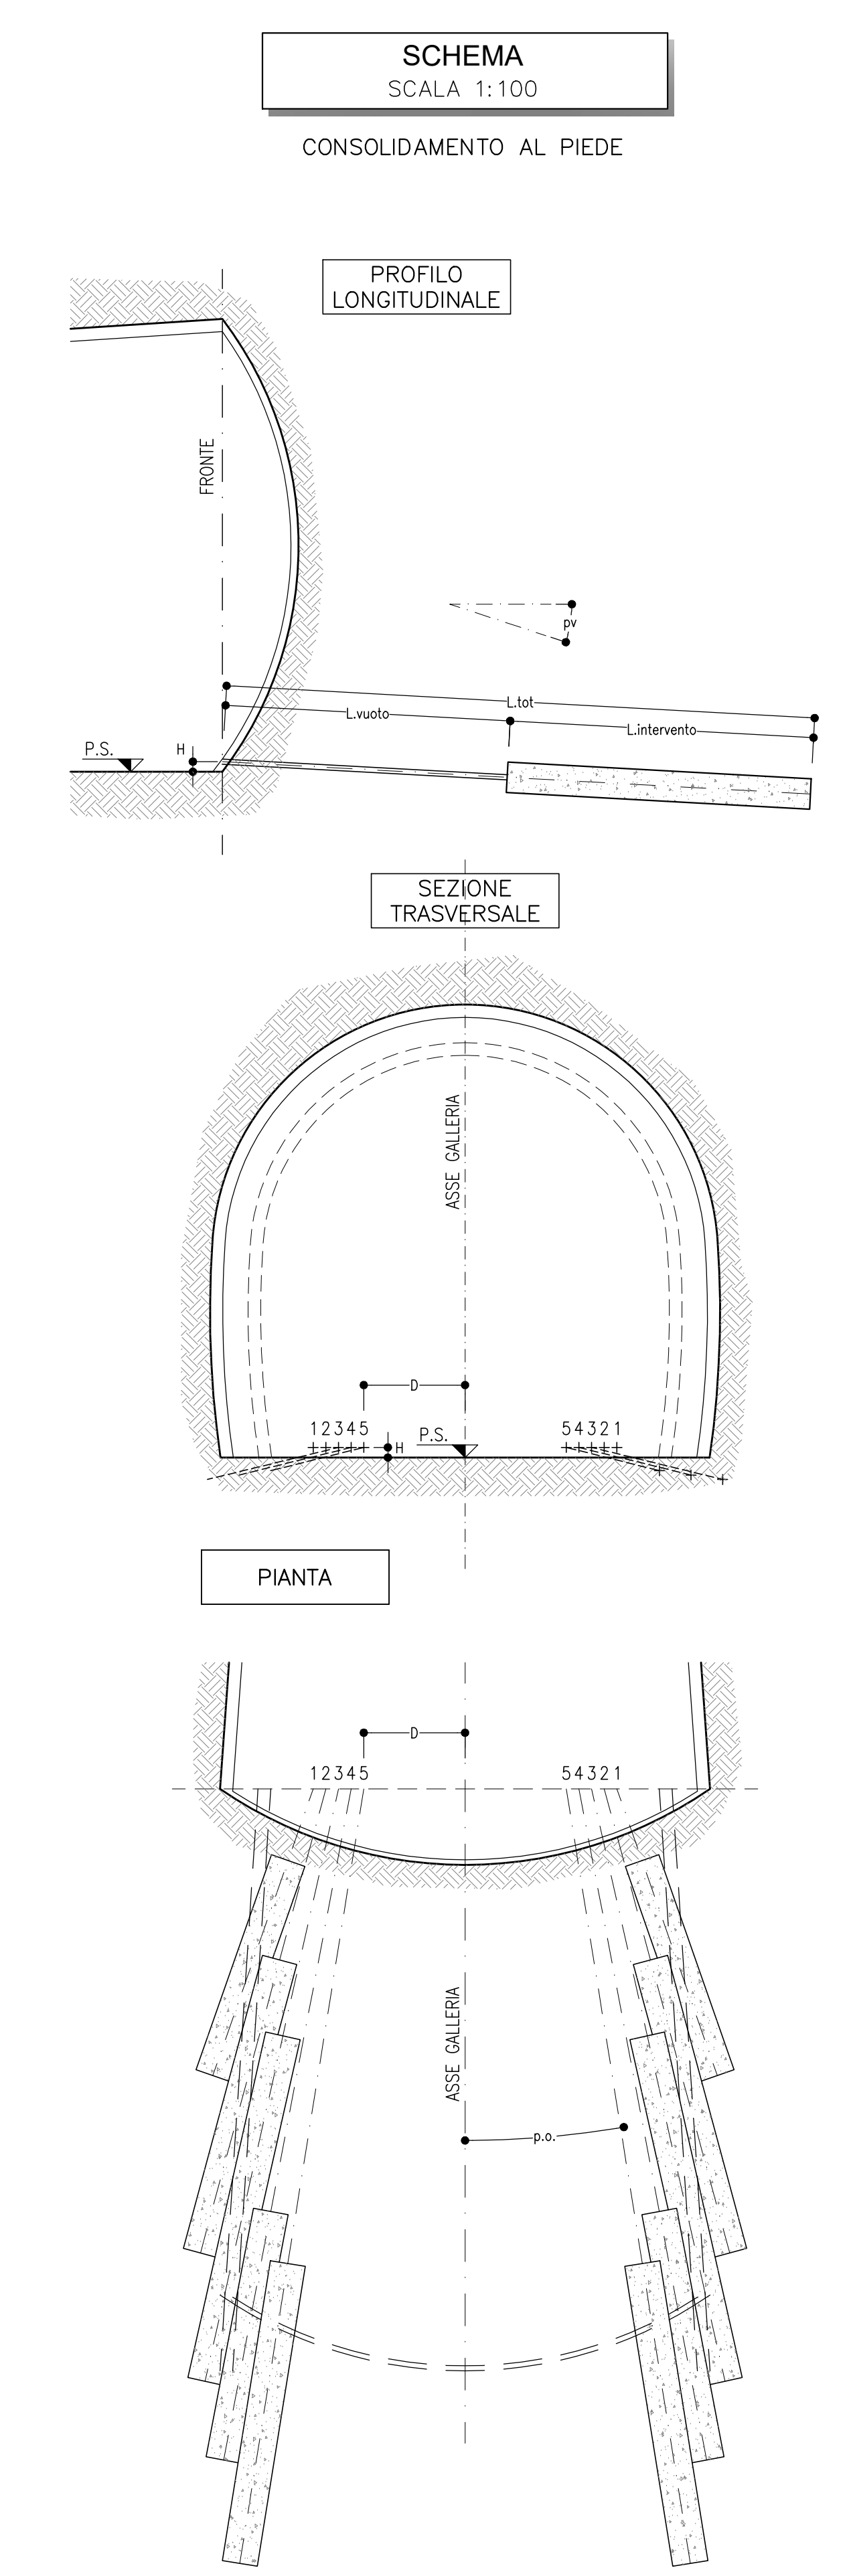 SCHEMA
SCALA 1:100
CONSOLIDAMENTO AL PIEDE
PROFILO
LONGITUDINALE
FRONTE
pv
L.tot
L.vuoto
L.intervento
P.S.
H
SEZIONE
TRASVERSALE
ASSE GALLERIA
D
12345
H
P.S.
54321
PIANTA
D
12345
54321
ASSE GALLERIA
p.o.